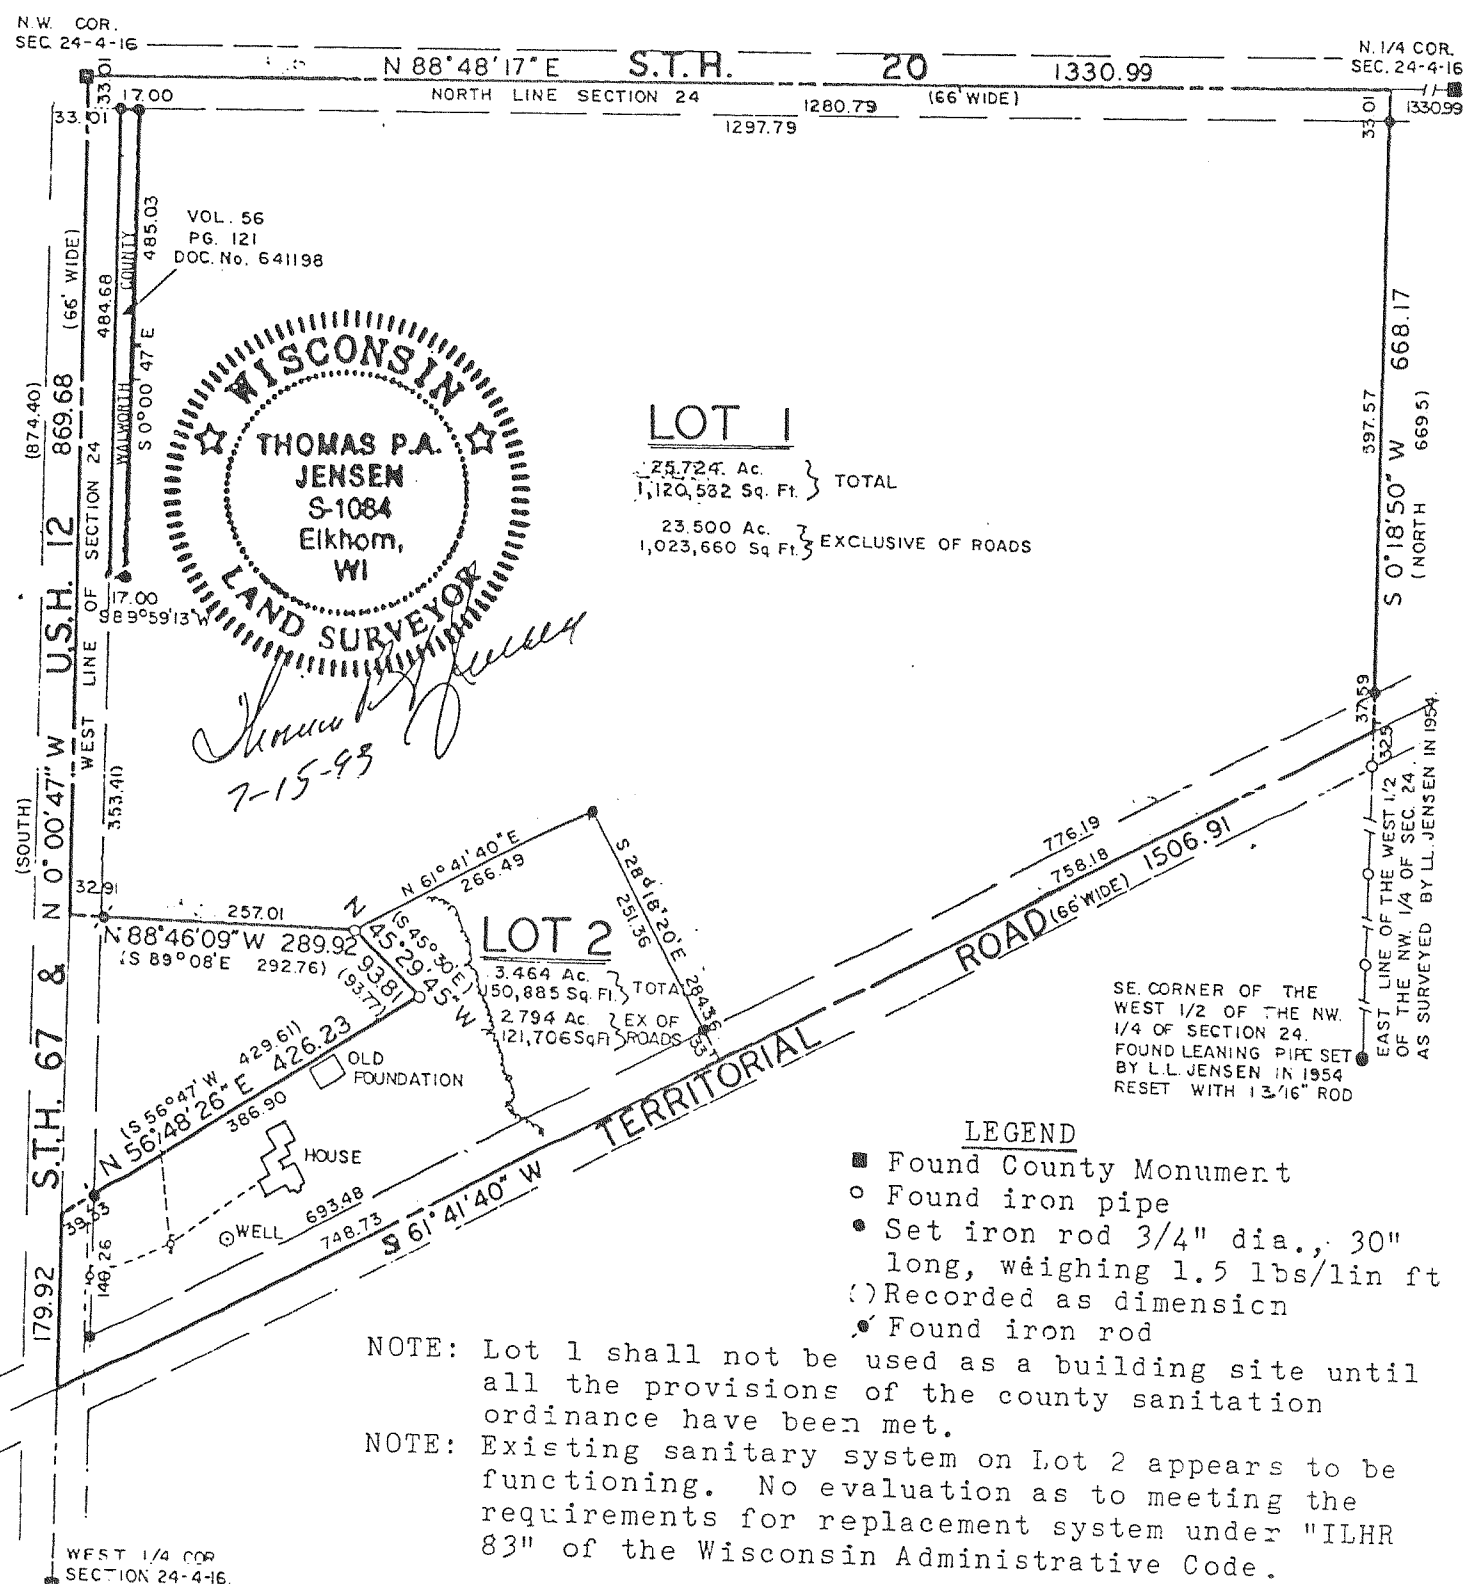 N.W. COR.
SEC. 24-4-16
N. 1/4 COR.
SEC. 24-4-16
N 88°48'17" E S.T.H. 20 1330.99
NORTH LINE SECTION 24 (66' WIDE)
1280.79
1297.79
1330.99
33.01
17.00
33.01
33.01
VOL. 56
PG. 121
DOC. No. 641198
485.03
484.68
WALWORTH COUNTY
S 0°00'47" E
17.00
S 89°59'13" W
(66' WIDE)
(874.40)
869.68
U.S.H. 12
WEST LINE OF SECTION 24
N 0°00'47" W
(SOUTH)
353.40
S.T.H. 67 &
WISCONSIN
THOMAS P.A.
JENSEN
S-1084
Elkhorn,
WI
LAND SURVEYOR
7-15-93
LOT 1
25.724 Ac.
1,120,532 Sq. Ft. TOTAL
23.500 Ac.
1,023,660 Sq Ft. EXCLUSIVE OF ROADS
668.17
597.57
S 0°18'50" W
(NORTH 669.5)
37.59
32.91
257.01
N 88°46'09" W 289.92
(S 89°08'E 292.76)
N 61°41'40" E
266.49
S 28°18'20" E
251.36
284.36
(33')
N 45°29'45" W
(S 45°30'E)
93.81
(93.77)
LOT 2
3.464 Ac.
150,885 Sq. Ft. TOTAL
2.794 Ac.
121,706 Sq Ft EX OF ROADS
(S 56°47' W 429.61)
N 56°48'26" E 426.23
386.90
OLD
FOUNDATION
HOUSE
WELL
39.33
140.26
179.92
693.48
748.73
S 61°41'40" W
TERRITORIAL ROAD (66' WIDE)
776.19
758.18
1506.91
EAST LINE OF THE WEST 1/2
OF THE NW. 1/4 OF SEC. 24.
AS SURVEYED BY L.L. JENSEN IN 1954.
SE. CORNER OF THE
WEST 1/2 OF THE NW.
1/4 OF SECTION 24.
FOUND LEANING PIPE SET
BY L.L. JENSEN IN 1954
RESET WITH 1 3/16" ROD
LEGEND
Found County Monument
Found iron pipe
Set iron rod 3/4" dia., 30"
long, weighing 1.5 lbs/lin ft
()Recorded as dimension
Found iron rod
NOTE: Lot 1 shall not be used as a building site until
all the provisions of the county sanitation
ordinance have been met.
NOTE: Existing sanitary system on Lot 2 appears to be
functioning. No evaluation as to meeting the
requirements for replacement system under "ILHR
83" of the Wisconsin Administrative Code.
WEST 1/4 COR
SECTION 24-4-16.